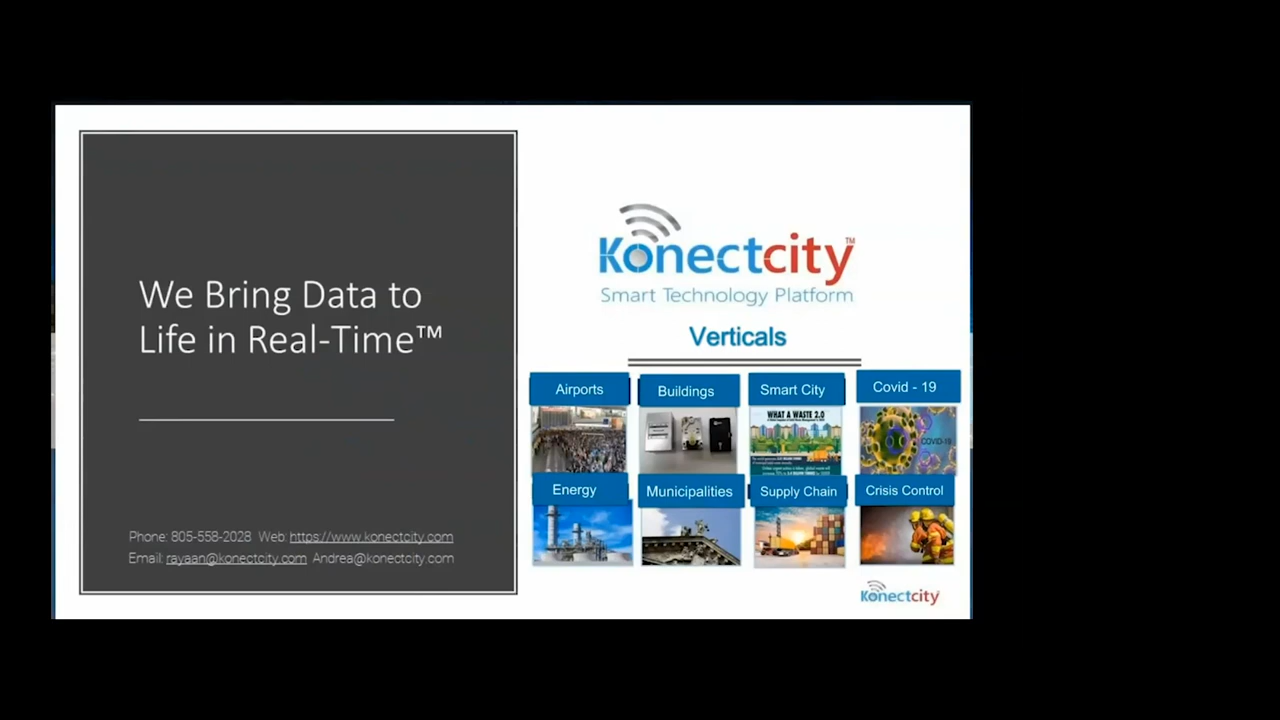 We Bring Data to
Life in Real-Time™
Phone: 805-558-2028 Web: https://www.konectcity.com
Email: rayaan@konectcity.com Andrea@konectcity.com
Konectcity™
Smart Technology Platform
Verticals
Airports
Buildings
Smart City
Covid - 19
WHAT A WASTE 2.0
COVID-19
Energy
Municipalities
Supply Chain
Crisis Control
Konectcity